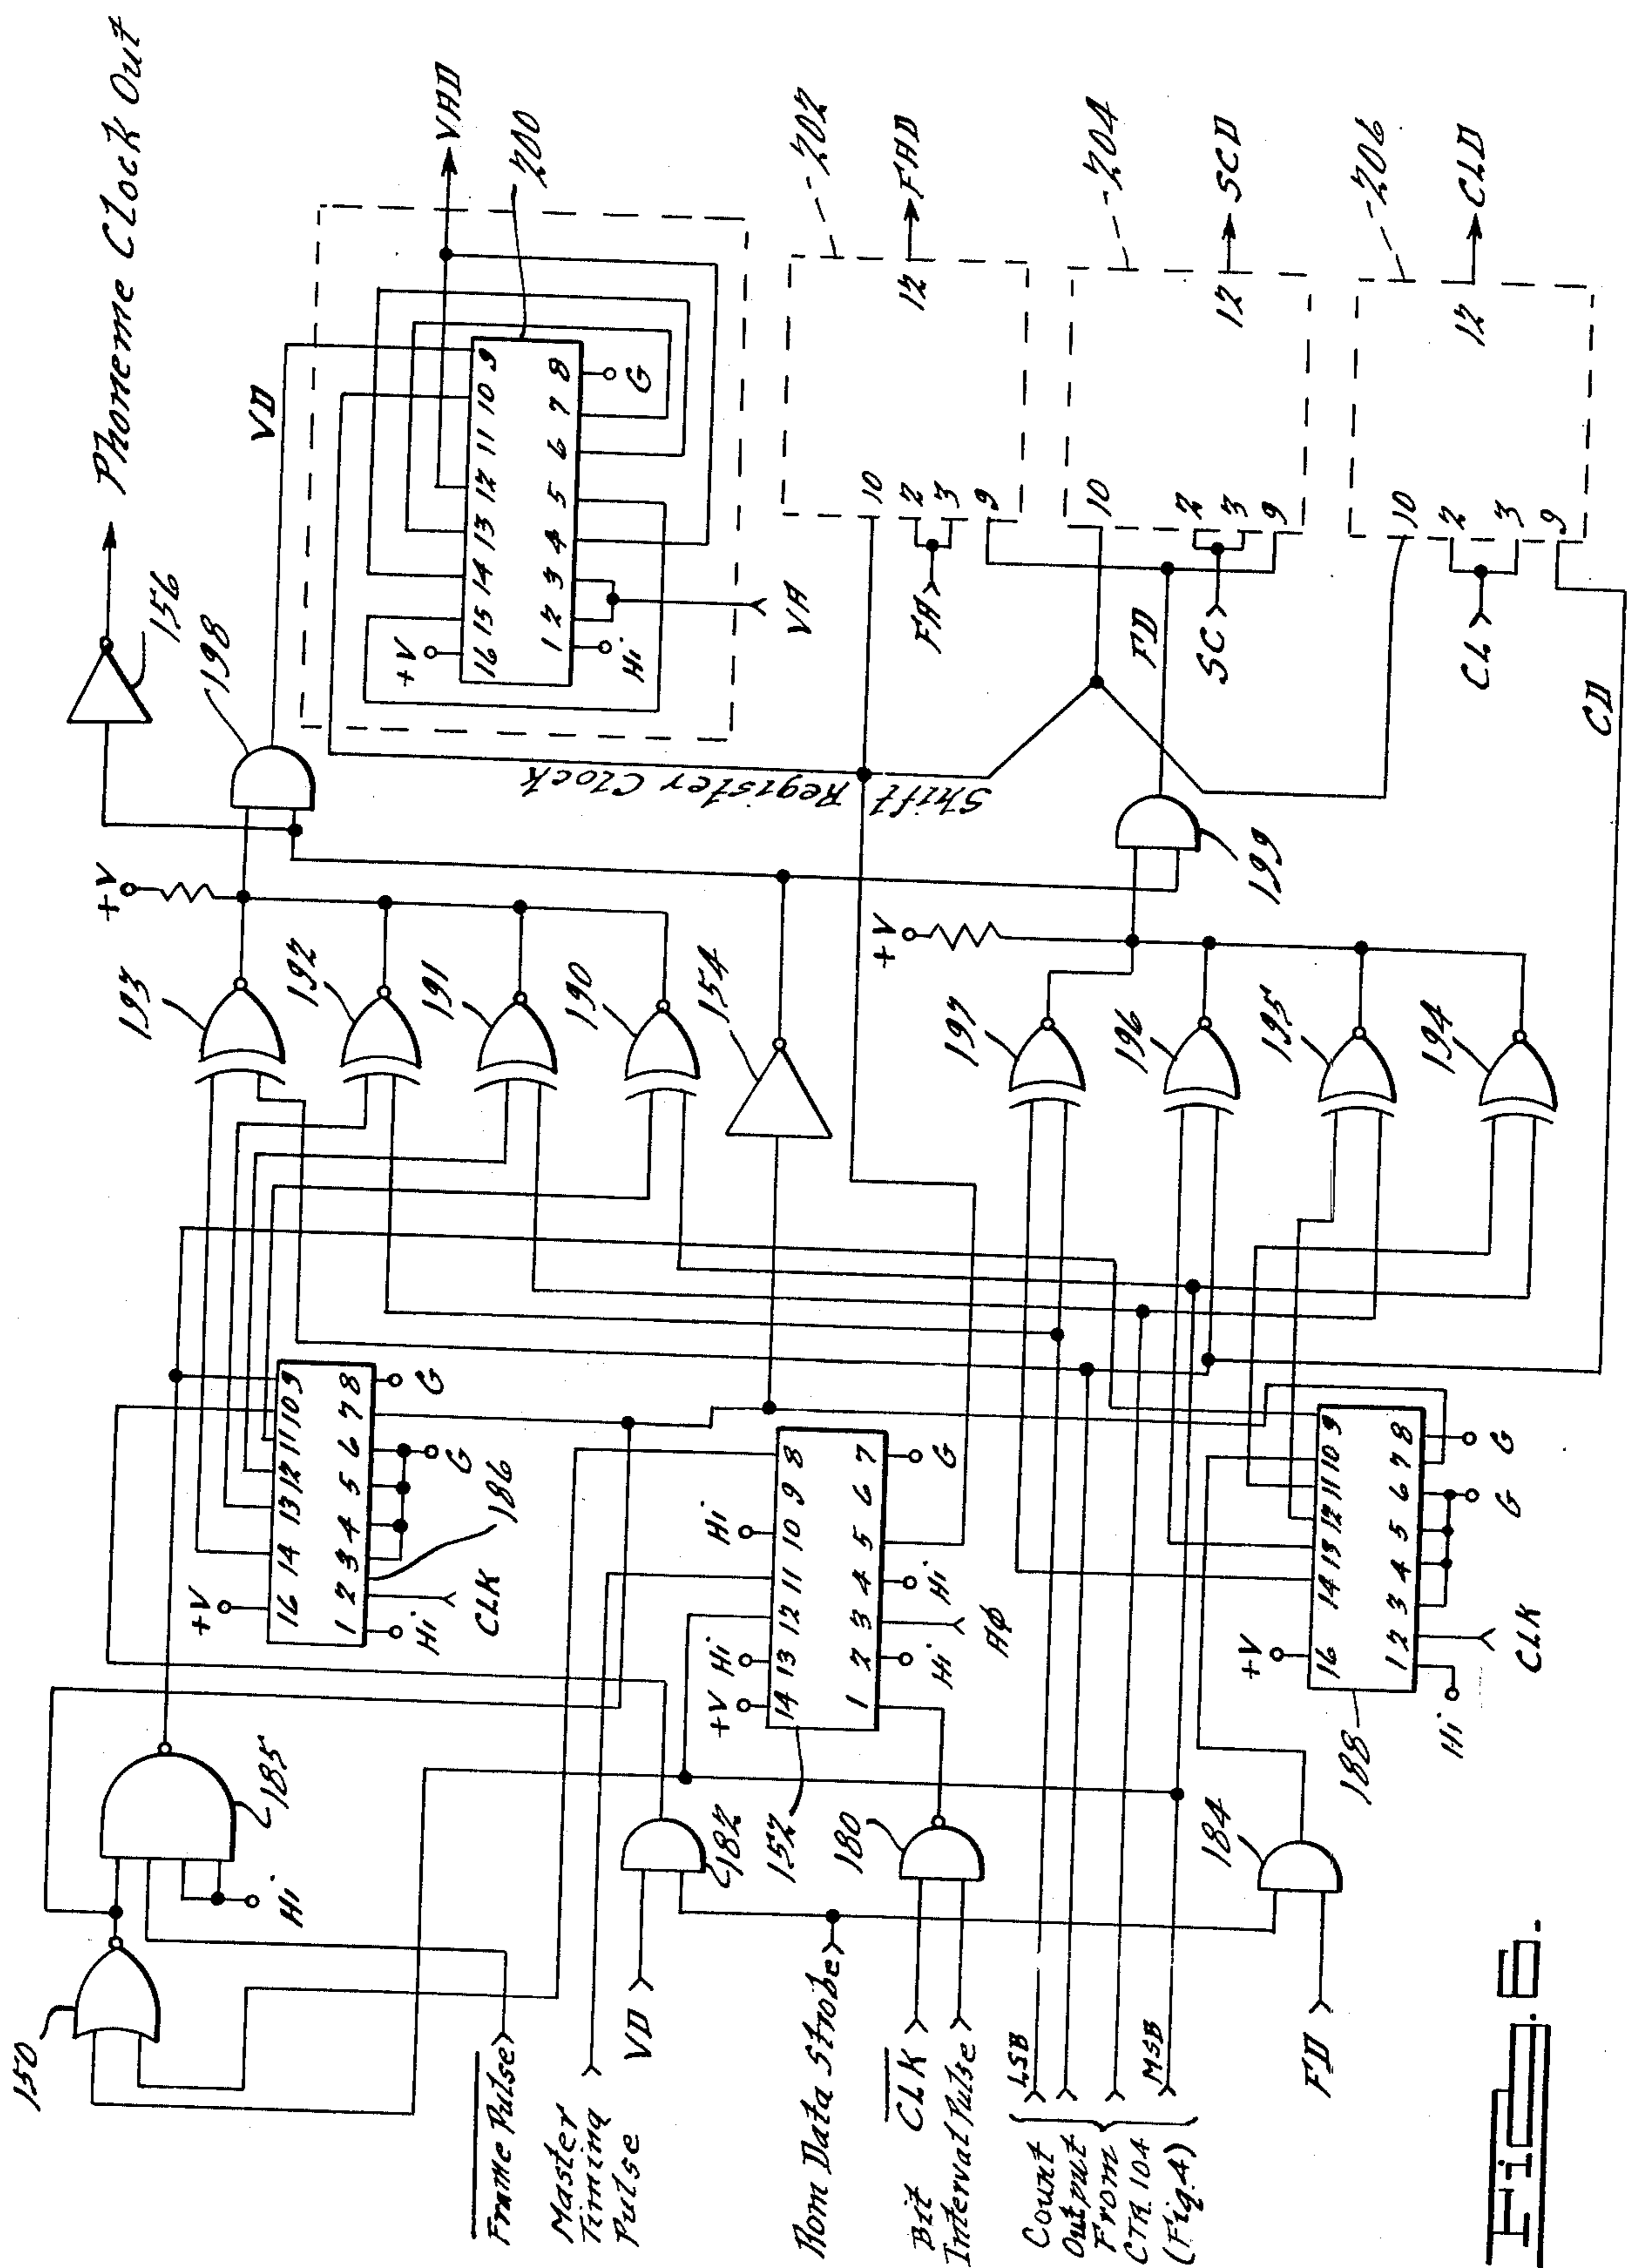 Phoneme Clock Out
156
198
VD
VAD
200
+V
16 15 14 13 12 11 10 9
1 2 3 4 5 6 7 8
Hi
G
VA
202
10
2
3
9
12
FA
FAD
204
10
2
3
9
12
FD
SC
SCD
206
10
2
3
9
12
CL
CLD
CD
Shift Register Clock
+V
193
192
191
190
154
+V
199
197
196
195
194
+V
16 14 13 12 11 10 9
1 2 3 4 5 6 7 8
Hi
CLK
G
G
186
+V Hi Hi
14 13 12 11 10 9 8
1 2 3 4 5 6 7
Hi
AØ
Hi
G
152
+V
16 14 13 12 11 10 9
1 2 3 4 5 6 7 8
Hi
CLK
G
G
188
150
185
Hi
182
180
184
Frame Pulse
Master
Timing
Pulse
VD
Rom Data Strobe
CLK
Bit
Interval Pulse
LSB
Count
Output
From
CTR 104
(Fig. 4)
MSB
FD
Fig. 6.